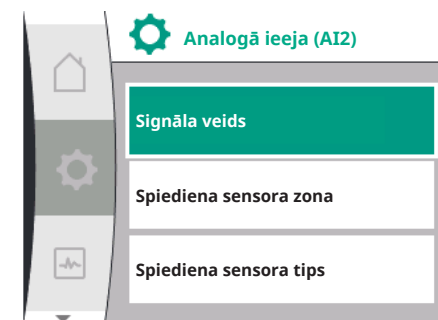 Analogā ieeja (AI2)
Signāla veids
Spiediena sensora zona
Spiediena sensora tips